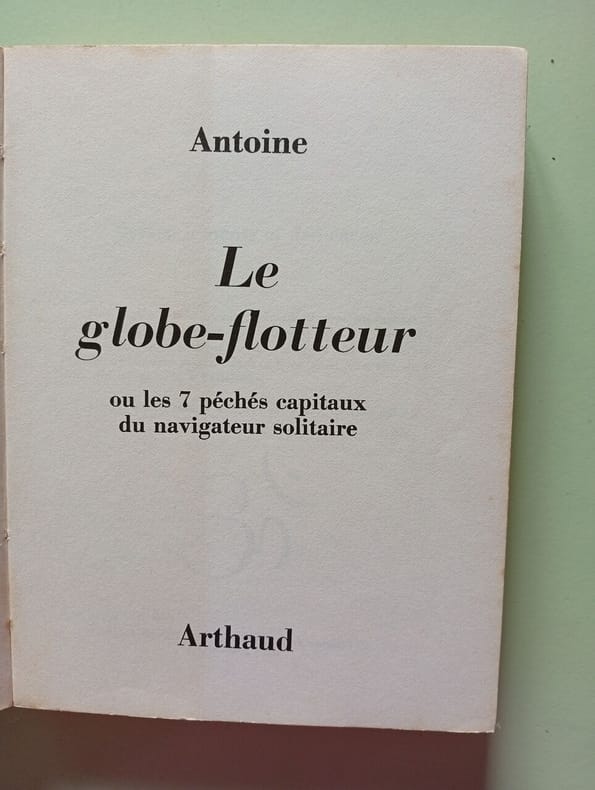 Antoine
Le
globe-flotteur
ou les 7 péchés capitaux
du navigateur solitaire
Arthaud